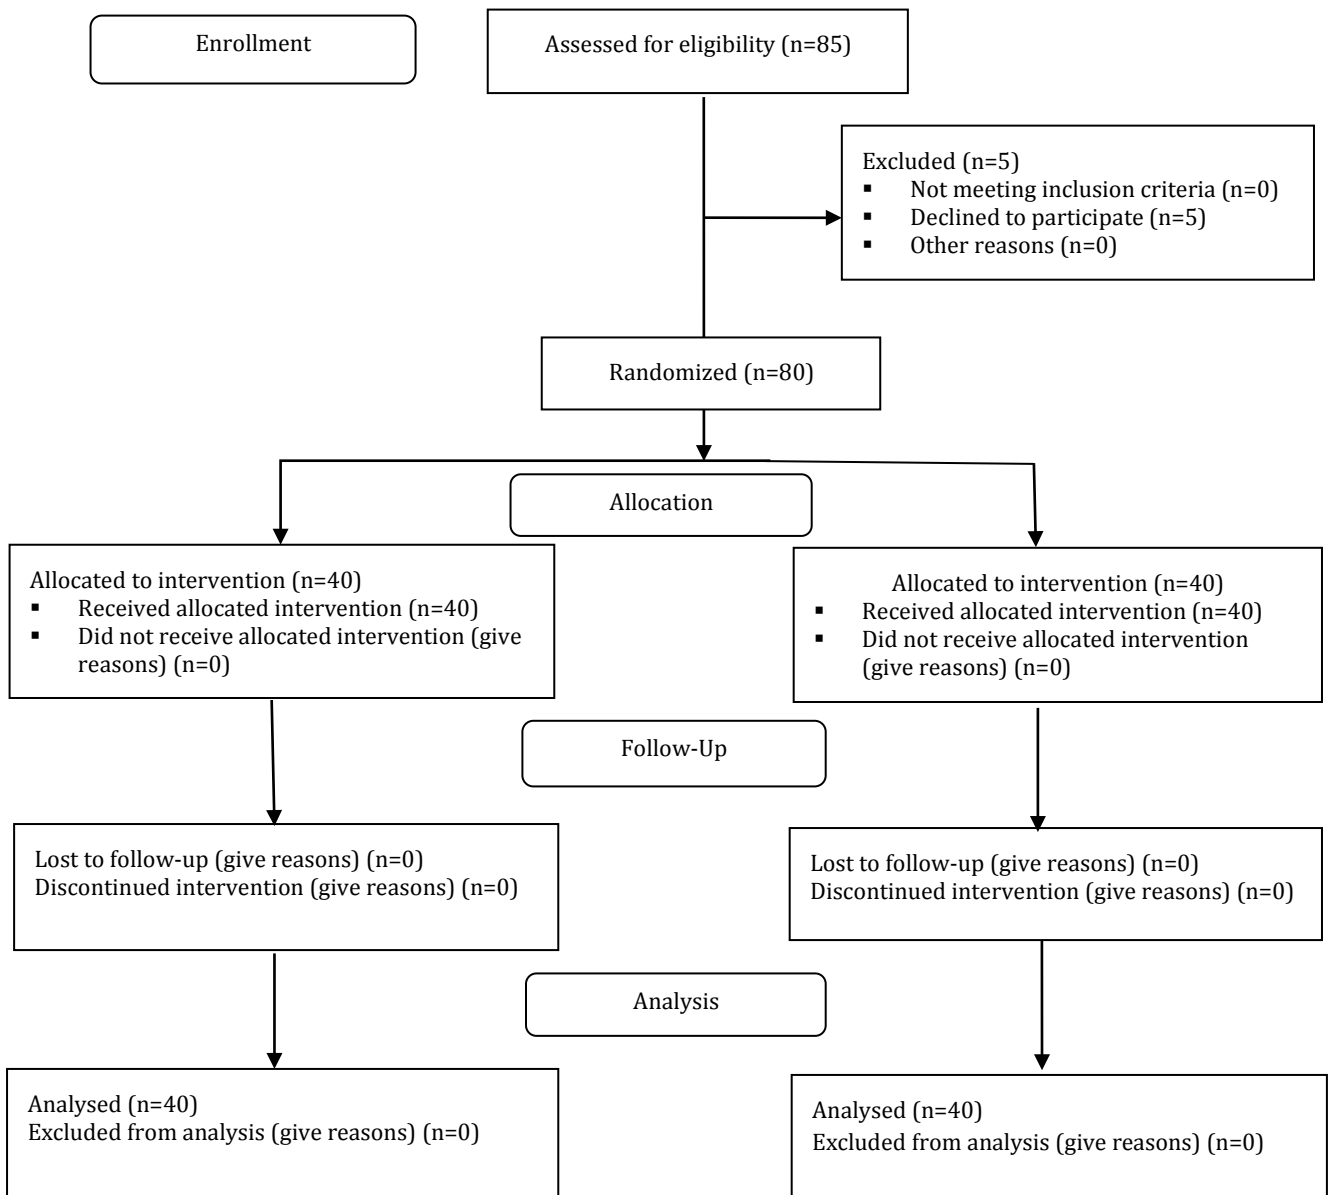 Enrollment
Assessed for eligibility (n=85)
Excluded (n=5)
▪ Not meeting inclusion criteria (n=0)
▪ Declined to participate (n=5)
▪ Other reasons (n=0)
Randomized (n=80)
Allocation
Allocated to intervention (n=40)
▪ Received allocated intervention (n=40)
▪ Did not receive allocated intervention (give
reasons) (n=0)
Allocated to intervention (n=40)
▪ Received allocated intervention (n=40)
▪ Did not receive allocated intervention
(give reasons) (n=0)
Follow-Up
Lost to follow-up (give reasons) (n=0)
Discontinued intervention (give reasons) (n=0)
Lost to follow-up (give reasons) (n=0)
Discontinued intervention (give reasons) (n=0)
Analysis
Analysed (n=40)
Excluded from analysis (give reasons) (n=0)
Analysed (n=40)
Excluded from analysis (give reasons) (n=0)